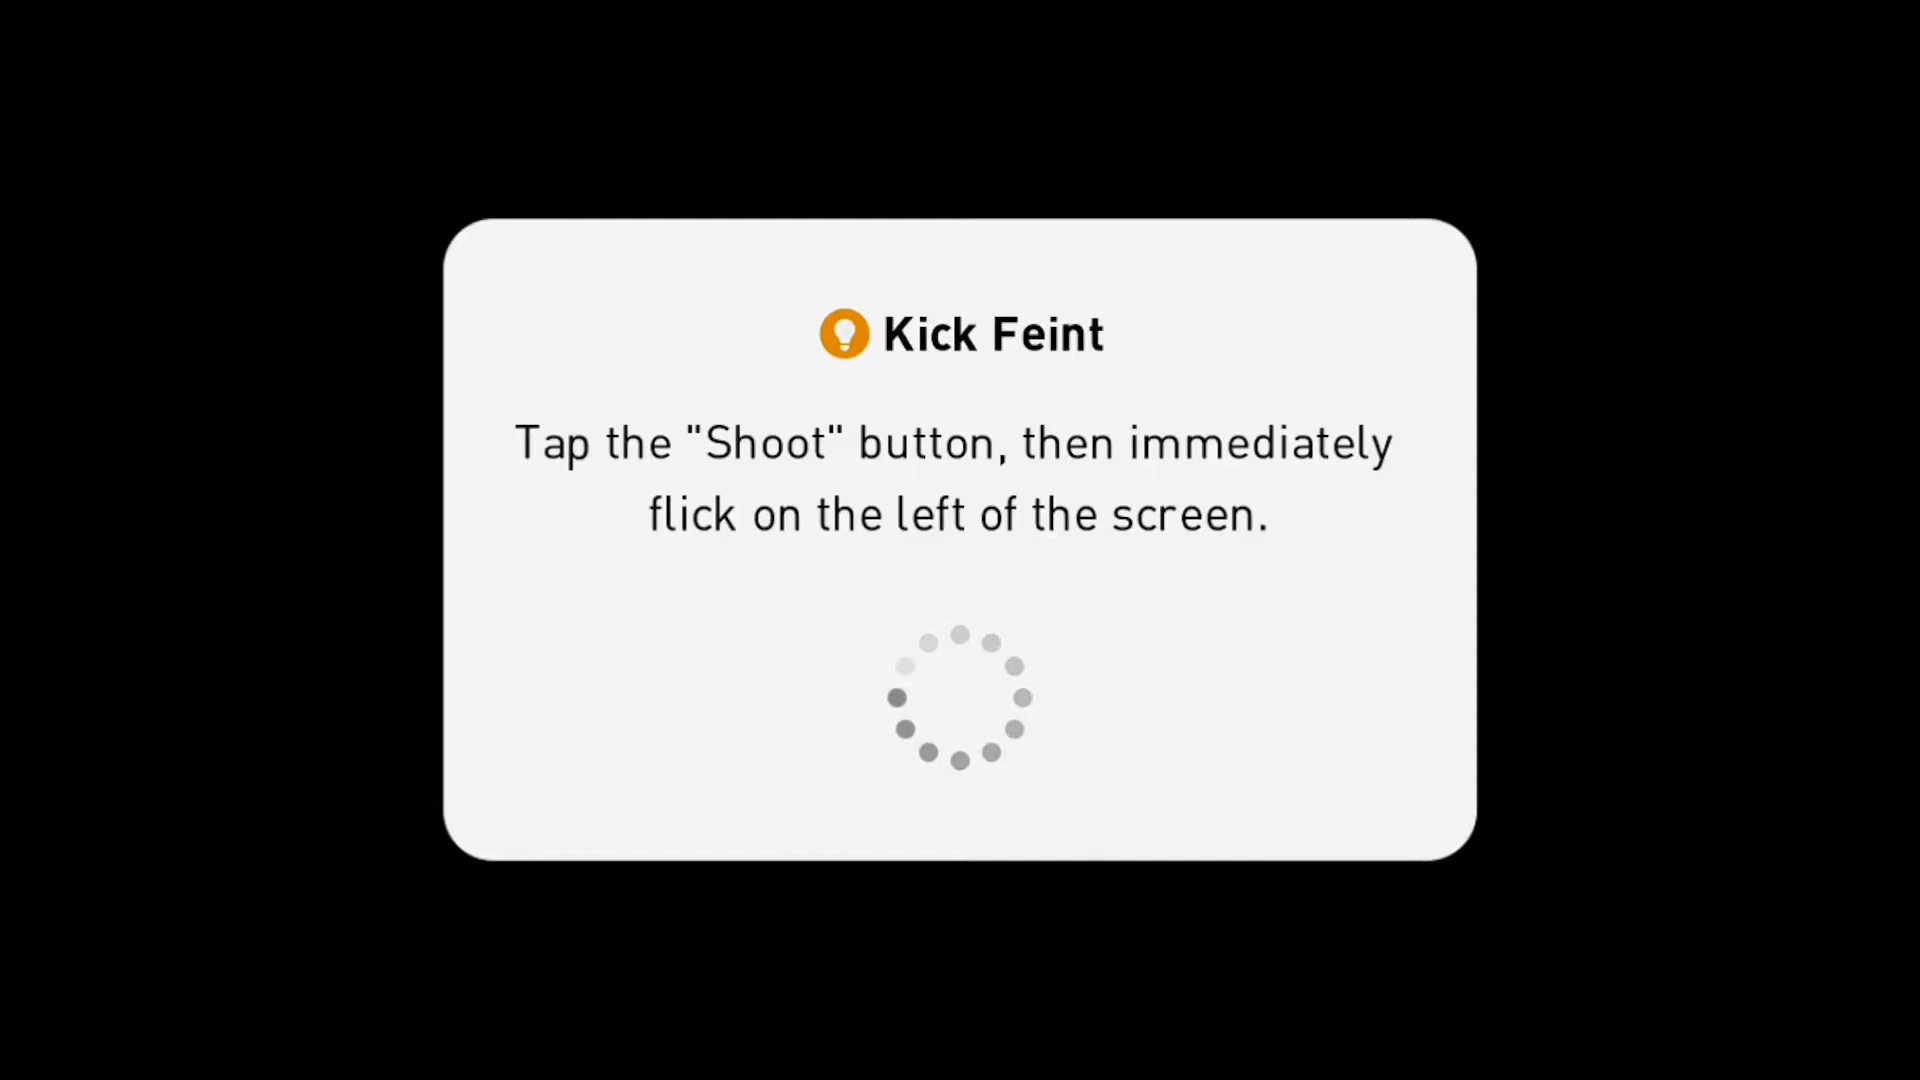 Kick Feint
Tap the "Shoot" button, then immediately
flick on the left of the screen.